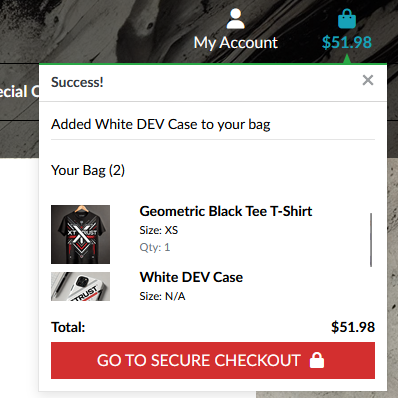 My Account
$51.98
ecial
Success!
×
Added White DEV Case to your bag
Your Bag (2)
XTRUST
Geometric Black Tee T-Shirt
Size: XS
Qty: 1
White DEV Case
Size: N/A
Total: $51.98
GO TO SECURE CHECKOUT